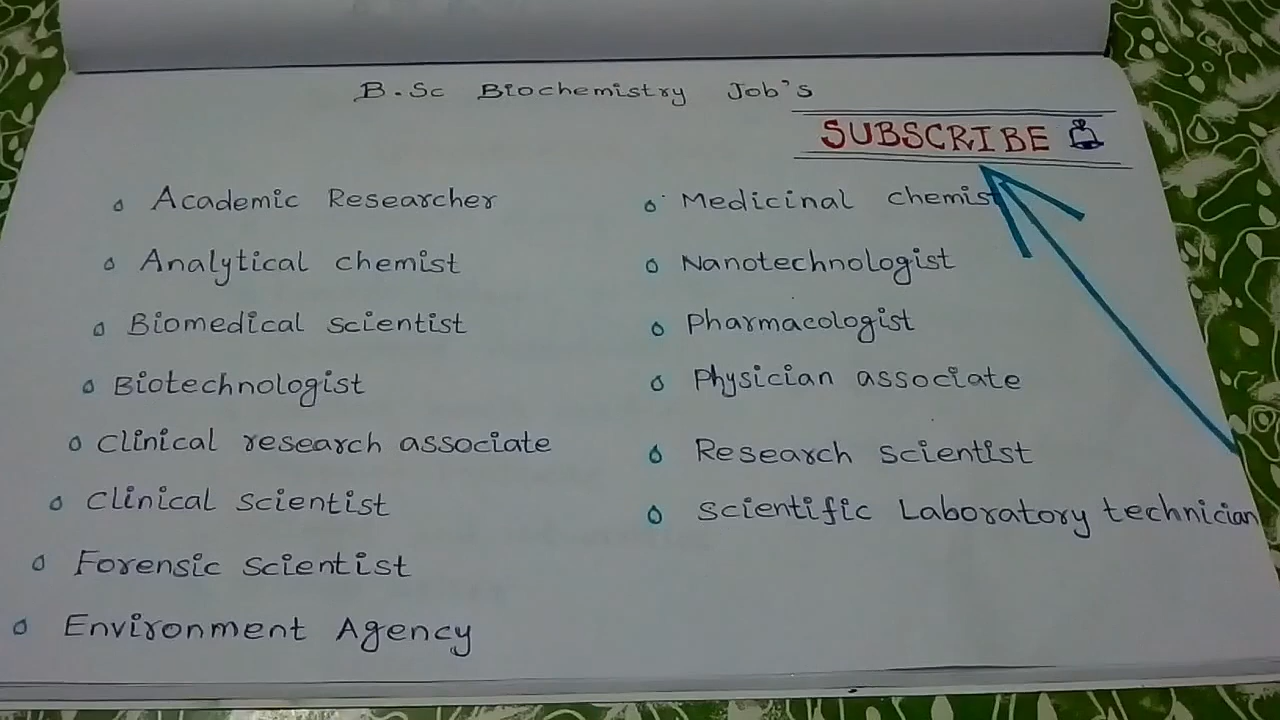 B.Sc Biochemistry Job's
SUBSCRIBE
Academic Researcher
Analytical chemist
Biomedical scientist
Biotechnologist
Clinical research associate
Clinical scientist
Forensic scientist
Environment Agency
Medicinal chemist
Nanotechnologist
Pharmacologist
Physician associate
Research scientist
Scientific Laboratory technician